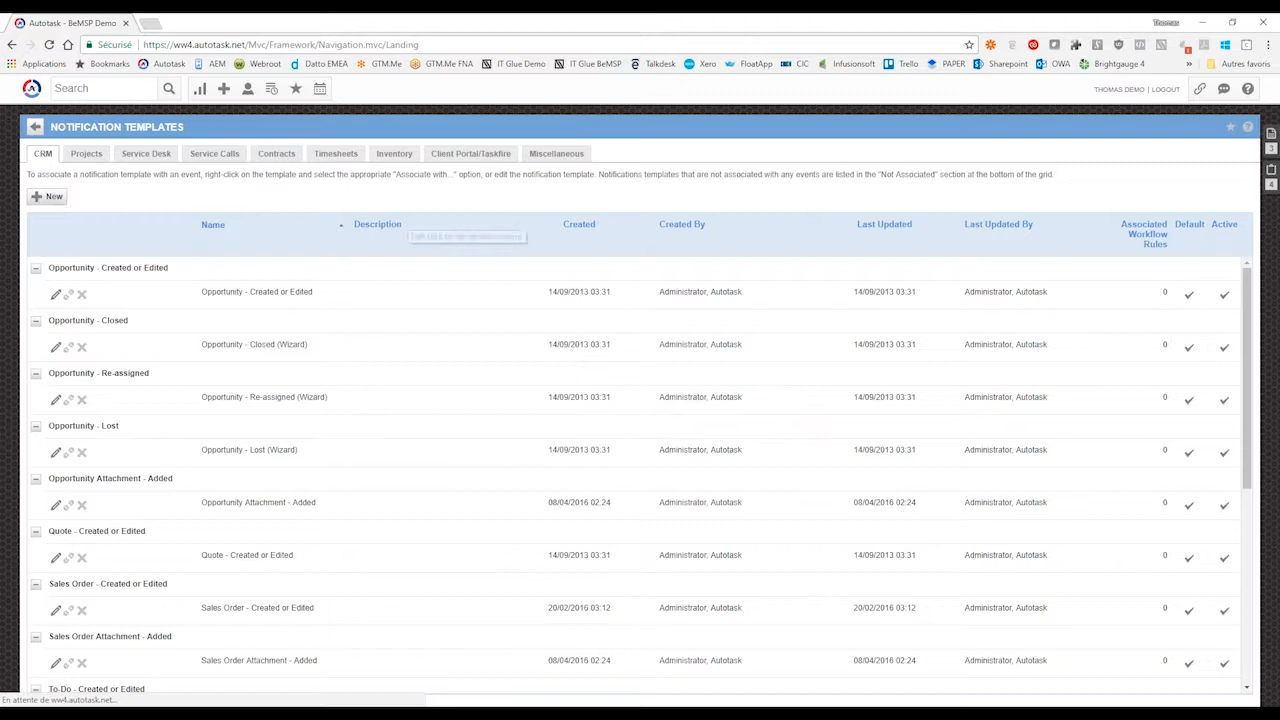 Autotask - BeMSP Demo
Thomas
Sécurisé https://ww4.autotask.net/Mvc/Framework/Navigation.mvc/Landing
Applications Bookmarks Autotask AEM Webroot Datto EMEA GTM.Me GTM.Me FNA IT Glue Demo IT Glue BeMSP Talkdesk Xero FloatApp CIC Infusionsoft Trello PAPER Sharepoint OWA Brightgauge 4 » Autres favoris
Search
THOMAS DEMO | LOGOUT
NOTIFICATION TEMPLATES
CRM Projects Service Desk Service Calls Contracts Timesheets Inventory Client Portal/Taskfire Miscellaneous
3
4
To associate a notification template with an event, right-click on the template and select the appropriate "Associate with..." option, or edit the notification template. Notifications templates that are not associated with any events are listed in the "Not Associated" section at the bottom of the grid.
New
Name Description Created Created By Last Updated Last Updated By Associated Workflow Rules Default Active
Opportunity - Created or Edited
Opportunity - Created or Edited 14/09/2013 03:31 Administrator, Autotask 14/09/2013 03:31 Administrator, Autotask 0
Opportunity - Closed
Opportunity - Closed (Wizard) 14/09/2013 03:31 Administrator, Autotask 14/09/2013 03:31 Administrator, Autotask 0
Opportunity - Re-assigned
Opportunity - Re-assigned (Wizard) 14/09/2013 03:31 Administrator, Autotask 14/09/2013 03:31 Administrator, Autotask 0
Opportunity - Lost
Opportunity - Lost (Wizard) 14/09/2013 03:31 Administrator, Autotask 14/09/2013 03:31 Administrator, Autotask 0
Opportunity Attachment - Added
Opportunity Attachment - Added 08/04/2016 02:24 Administrator, Autotask 08/04/2016 02:24 Administrator, Autotask 0
Quote - Created or Edited
Quote - Created or Edited 14/09/2013 03:31 Administrator, Autotask 14/09/2013 03:31 Administrator, Autotask 0
Sales Order - Created or Edited
Sales Order - Created or Edited 20/02/2016 03:12 Administrator, Autotask 20/02/2016 03:12 Administrator, Autotask 0
Sales Order Attachment - Added
Sales Order Attachment - Added 08/04/2016 02:24 Administrator, Autotask 08/04/2016 02:24 Administrator, Autotask 0
To-Do - Created or Edited
En attente de ww4.autotask.net...